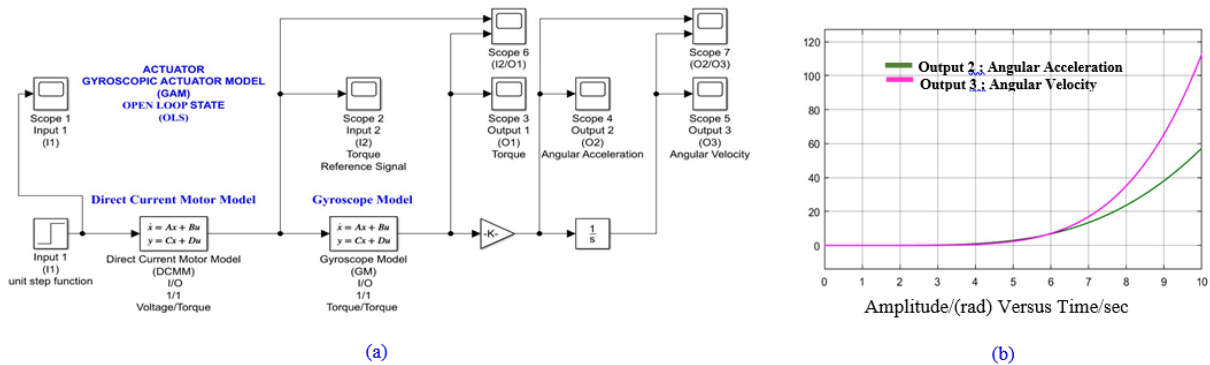 ACTUATOR
GYROSCOPIC ACTUATOR MODEL
(GAM)
OPEN LOOP STATE
(OLS)
Scope 6
(I2/O1)
Scope 7
(O2/O3)
Scope 1
Input 1
(I1)
Scope 2
Input 2
(I2)
Torque
Reference Signal
Scope 3
Output 1
(O1)
Torque
Scope 4
Output 2
(O2)
Angular Acceleration
Scope 5
Output 3
(O3)
Angular Velocity
Direct Current Motor Model
Gyroscope Model
Input 1
(I1)
unit step function
ẋ = Ax + Bu
y = Cx + Du
Direct Current Motor Model
(DCMM)
I/O
1/1
Voltage/Torque
ẋ = Ax + Bu
y = Cx + Du
Gyroscope Model
(GM)
I/O
1/1
Torque/Torque
-K-
1
s
(a)
120
100
80
60
40
20
0
Output 2 ; Angular Acceleration
Output 3 ; Angular Velocity
0 1 2 3 4 5 6 7 8 9 10
Amplitude/(rad) Versus Time/sec
(b)